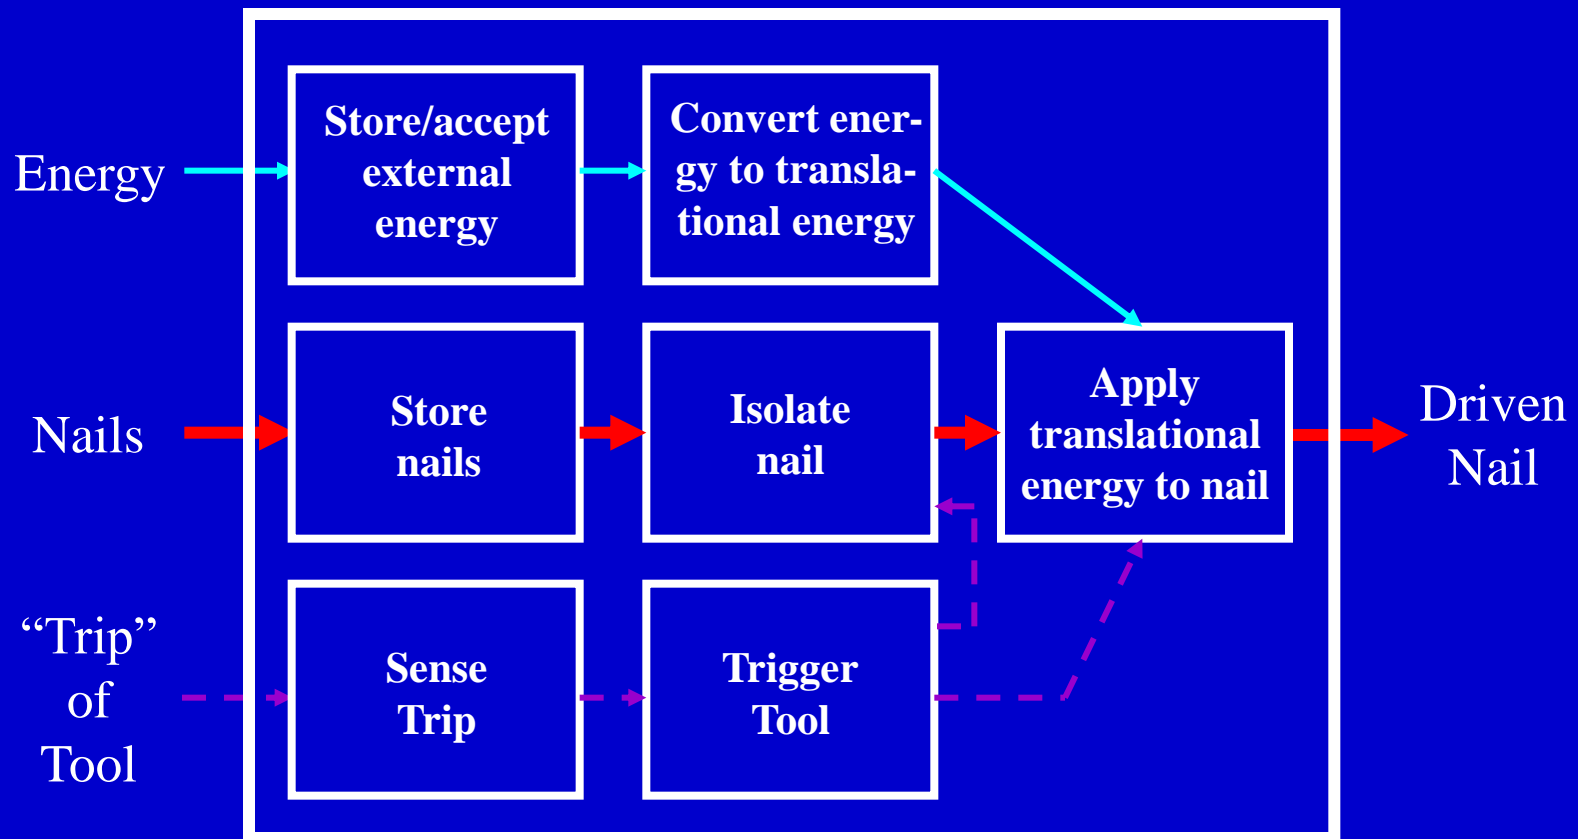 Energy
Store/accept
external
energy
Convert ener-
gy to transla-
tional energy
Nails
Store
nails
Isolate
nail
Apply
translational
energy to nail
Driven
Nail
“Trip”
of
Tool
Sense
Trip
Trigger
Tool